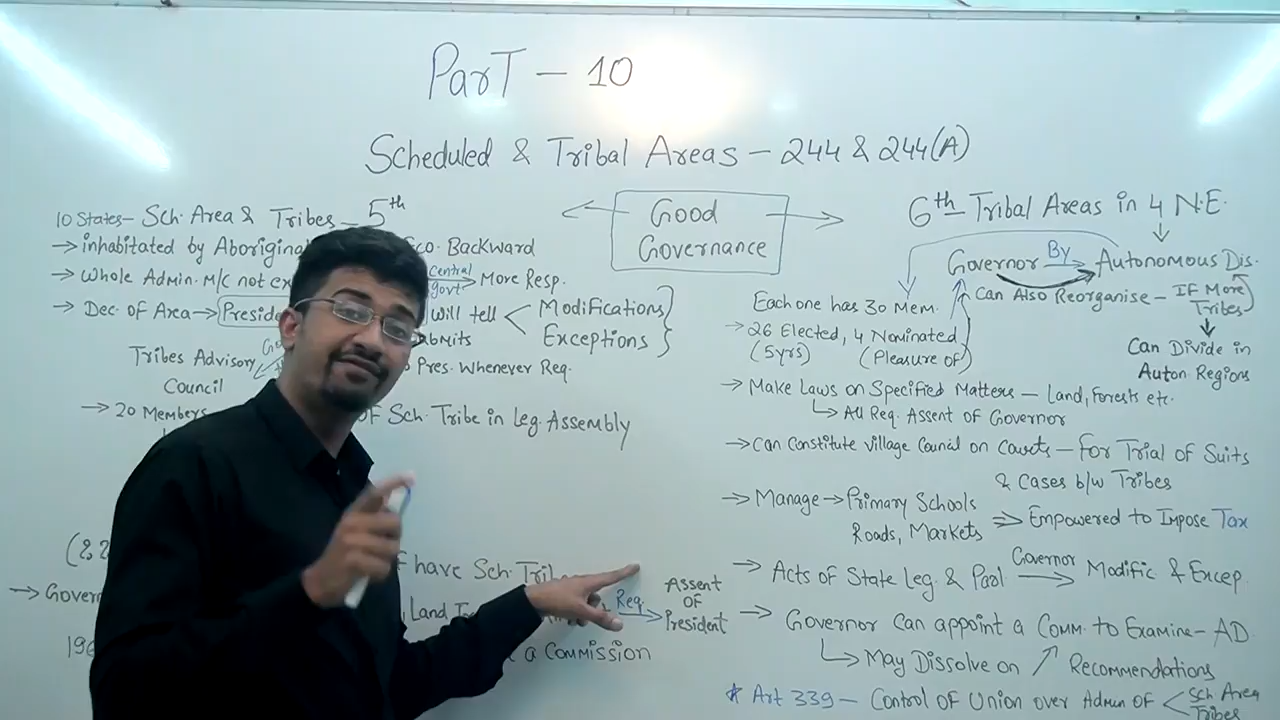 ParT - 10
Scheduled & Tribal Areas - 244 & 244(A)
Good
Governance
10 States- Sch. Area & Tribes - 5th
→ inhabitated by Eco. Backward
→ Whole Admin. M/C not Central govt → More Resp.
→ Dec. of Area → Will tell < Modifications
Exceptions
Tribes Advisory
Council
Pres. Whenever Req.
→ 20 Members of Sch. Tribe in Leg. Assembly
have Sch.
→ Land Req. → Assent
OF
President
a Commission
6th - Tribal Areas in 4 N.E.
Governor By → Autonomous Dis.
Can Also Reorganise - IF More
Tribes
Can Divide in
Auton Regions
Each one has 30 Mem.
→ 26 Elected, 4 Nominated
(5yrs) (Pleasure of)
→ Make Laws on Specified Matters - Land, Forests etc.
↳ All Req. Assent of Governor
→ Can Constitute Village Council on Courts - For Trial of Suits
& Cases b/w Tribes
→ Manage → Primary Schools
Roads, Markets ⇒ Empowered to Impose Tax
→ Acts of State Leg. & Parl Governor → Modific & Excep.
→ Governor Can appoint a Comm. to Examine - AD
↳ May Dissolve on Recommendations
* Art 339 - Control of Union over Admn of < Sch Area
Tribes